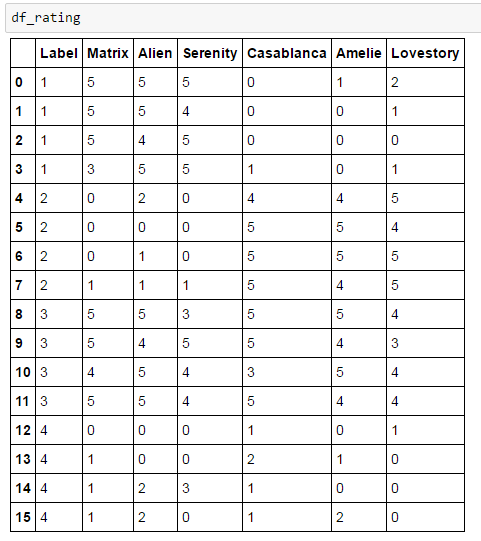 df_rating
Label Matrix Alien Serenity Casablanca Amelie Lovestory
0 1 5 5 5 0 1 2
1 1 5 5 4 0 0 1
2 1 5 4 5 0 0 0
3 1 3 5 5 1 0 1
4 2 0 2 0 4 4 5
5 2 0 0 0 5 5 4
6 2 0 1 0 5 5 5
7 2 1 1 1 5 4 5
8 3 5 5 3 5 5 4
9 3 5 4 5 5 4 3
10 3 4 5 4 3 5 4
11 3 5 5 4 5 4 4
12 4 0 0 0 1 0 1
13 4 1 0 0 2 1 0
14 4 1 2 3 1 0 0
15 4 1 2 0 1 2 0